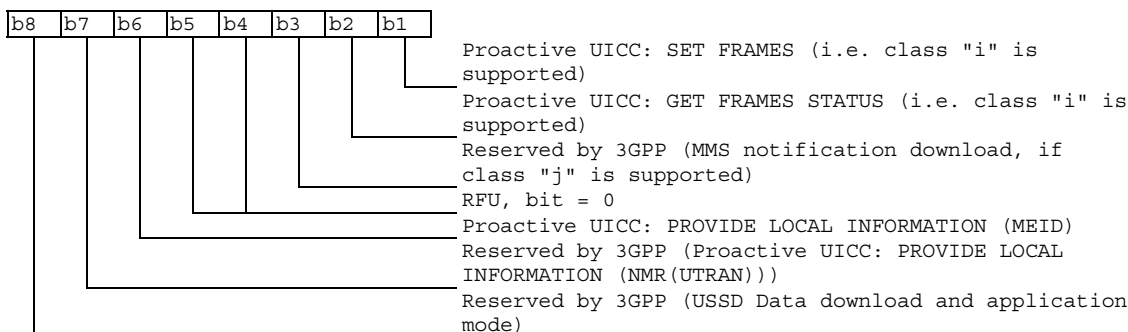 b8 b7 b6 b5 b4 b3 b2 b1
Proactive UICC: SET FRAMES (i.e. class "i" is
supported)
Proactive UICC: GET FRAMES STATUS (i.e. class "i" is
supported)
Reserved by 3GPP (MMS notification download, if
class "j" is supported)
RFU, bit = 0
Proactive UICC: PROVIDE LOCAL INFORMATION (MEID)
Reserved by 3GPP (Proactive UICC: PROVIDE LOCAL
INFORMATION (NMR(UTRAN)))
Reserved by 3GPP (USSD Data download and application
mode)